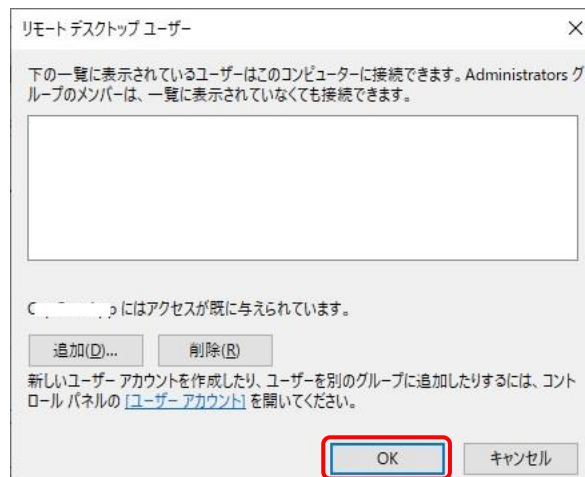 リモート デスクトップ ユーザー
下の一覧に表示されているユーザーはこのコンピューターに接続できます。Administrators グ
ループのメンバーは、一覧に表示されていなくても接続できます。
にはアクセスが既に与えられています。
追加(D)... 削除(R)
新しいユーザー アカウントを作成したり、ユーザーを別のグループに追加したりするには、コント
ロール パネルの [ユーザー アカウント] を開いてください。
OK キャンセル